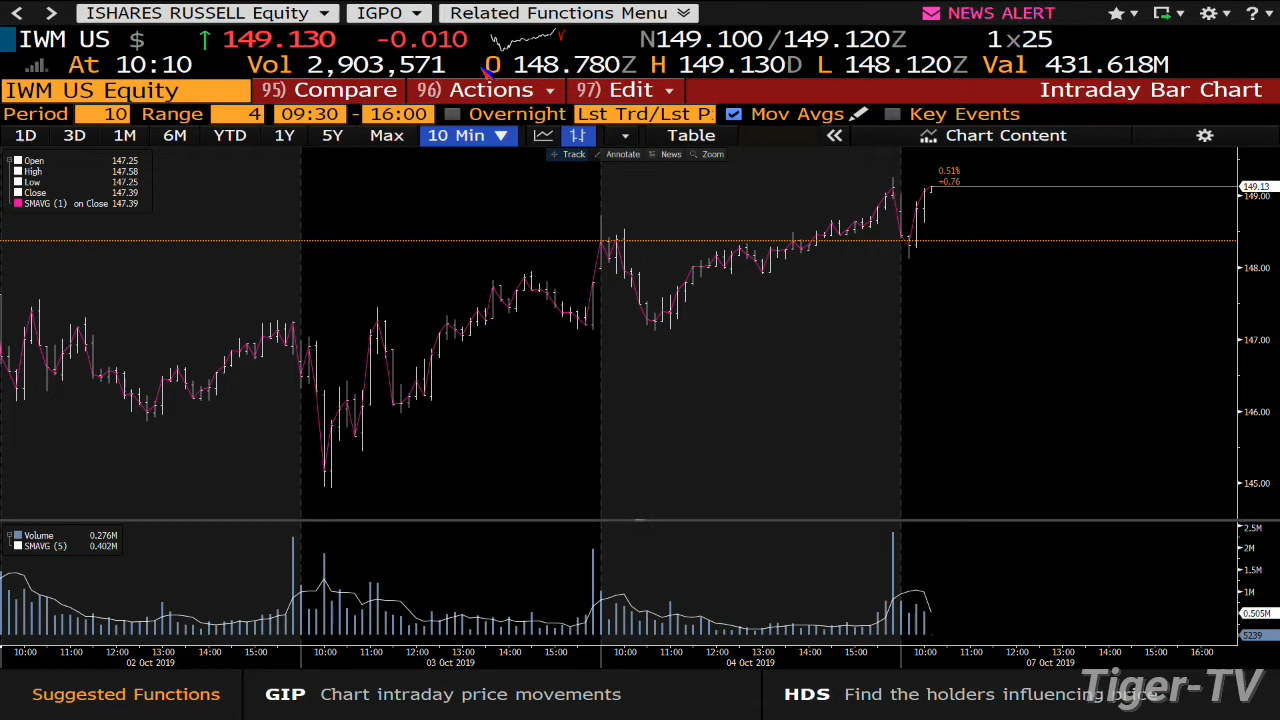 ISHARES RUSSELL Equity IGPO Related Functions Menu NEWS ALERT
IWM US $ ↑ 149.130 -0.010 N149.100 /149.120Z 1x25
At 10:10 Vol 2,903,571 O 148.780Z H 149.130D L 148.120Z Val 431.618M
IWM US Equity 95) Compare 96) Actions 97) Edit Intraday Bar Chart
Period 10 Range 4 09:30 - 16:00 Overnight Lst Trd/Lst P Mov Avgs Key Events
1D 3D 1M 6M YTD 1Y 5Y Max 10 Min ▼ Table « Chart Content
Track Annotate News Zoom
Open 147.25
High 147.58
Low 147.25
Close 147.39
SMAVG (1) on Close 147.39
0.51%
+0.76
149.13
149.00
148.00
147.00
146.00
145.00
Volume 0.276M
SMAVG (5) 0.402M
2.5M
2M
1.5M
1M
0.505M
5239
10:00 11:00 12:00 13:00 14:00 15:00 10:00 11:00 12:00 13:00 14:00 15:00 10:00 11:00 12:00 13:00 14:00 15:00 10:00 11:00 12:00 13:00 14:00 15:00 16:00
02 Oct 2019 03 Oct 2019 04 Oct 2019 07 Oct 2019
Suggested Functions GIP Chart intraday price movements HDS Find the holders influencing price
Tiger-TV